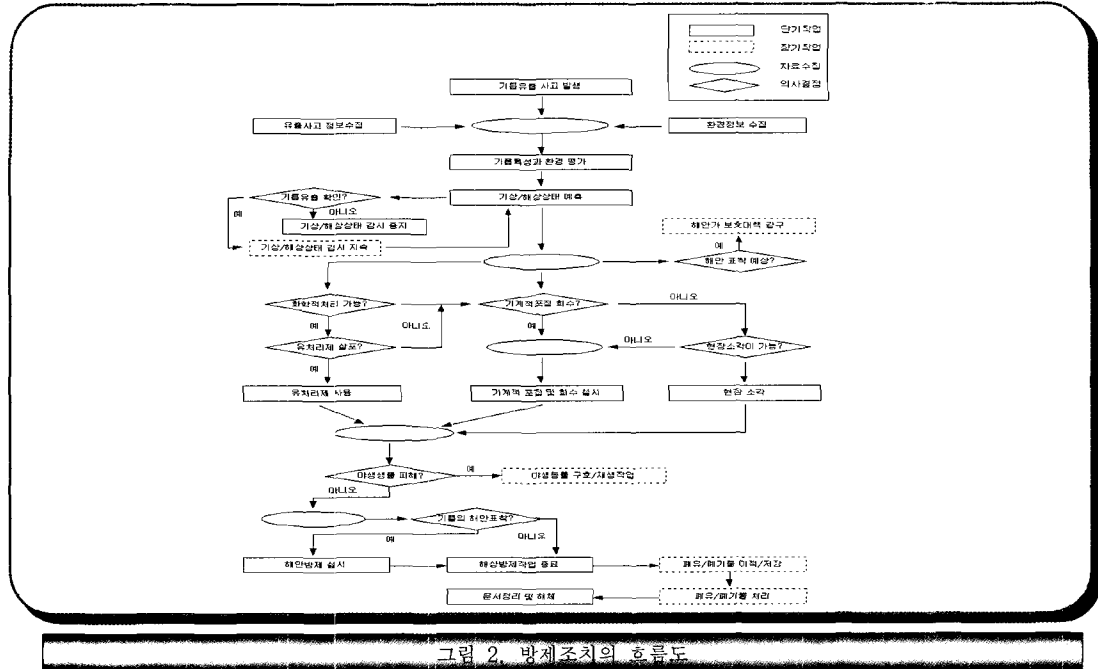 단기작업
장기작업
자료수집
의사결정
기름유출 사고 발생
유출사고 정보수집
환경정보 수집
기름특성과 환경 평가
기름유출 확인?
기상/해상상태 예측
예
아니오
기상/해상상태 감시 중지
기상/해상상태 감시 지속
해안가 보호대책 강구
예
해안 표착 예상?
화학적처리 가능?
기계적포집 회수?
아니오
예
아니오
예
아니오
유처리제 살포?
현장소각이 가능?
예
유처리제 사용
기계적 포집 및 회수 실시
현장 소각
야생생물 피해?
예
야생동물 구호/재생작업
아니오
기름의 해안표착?
예
아니오
해안방제 실시
해상방제작업 종료
폐유/폐기물 이적/저장
문서정리 및 해체
폐유/폐기물 처리
그림 2. 방제조치의 흐름도